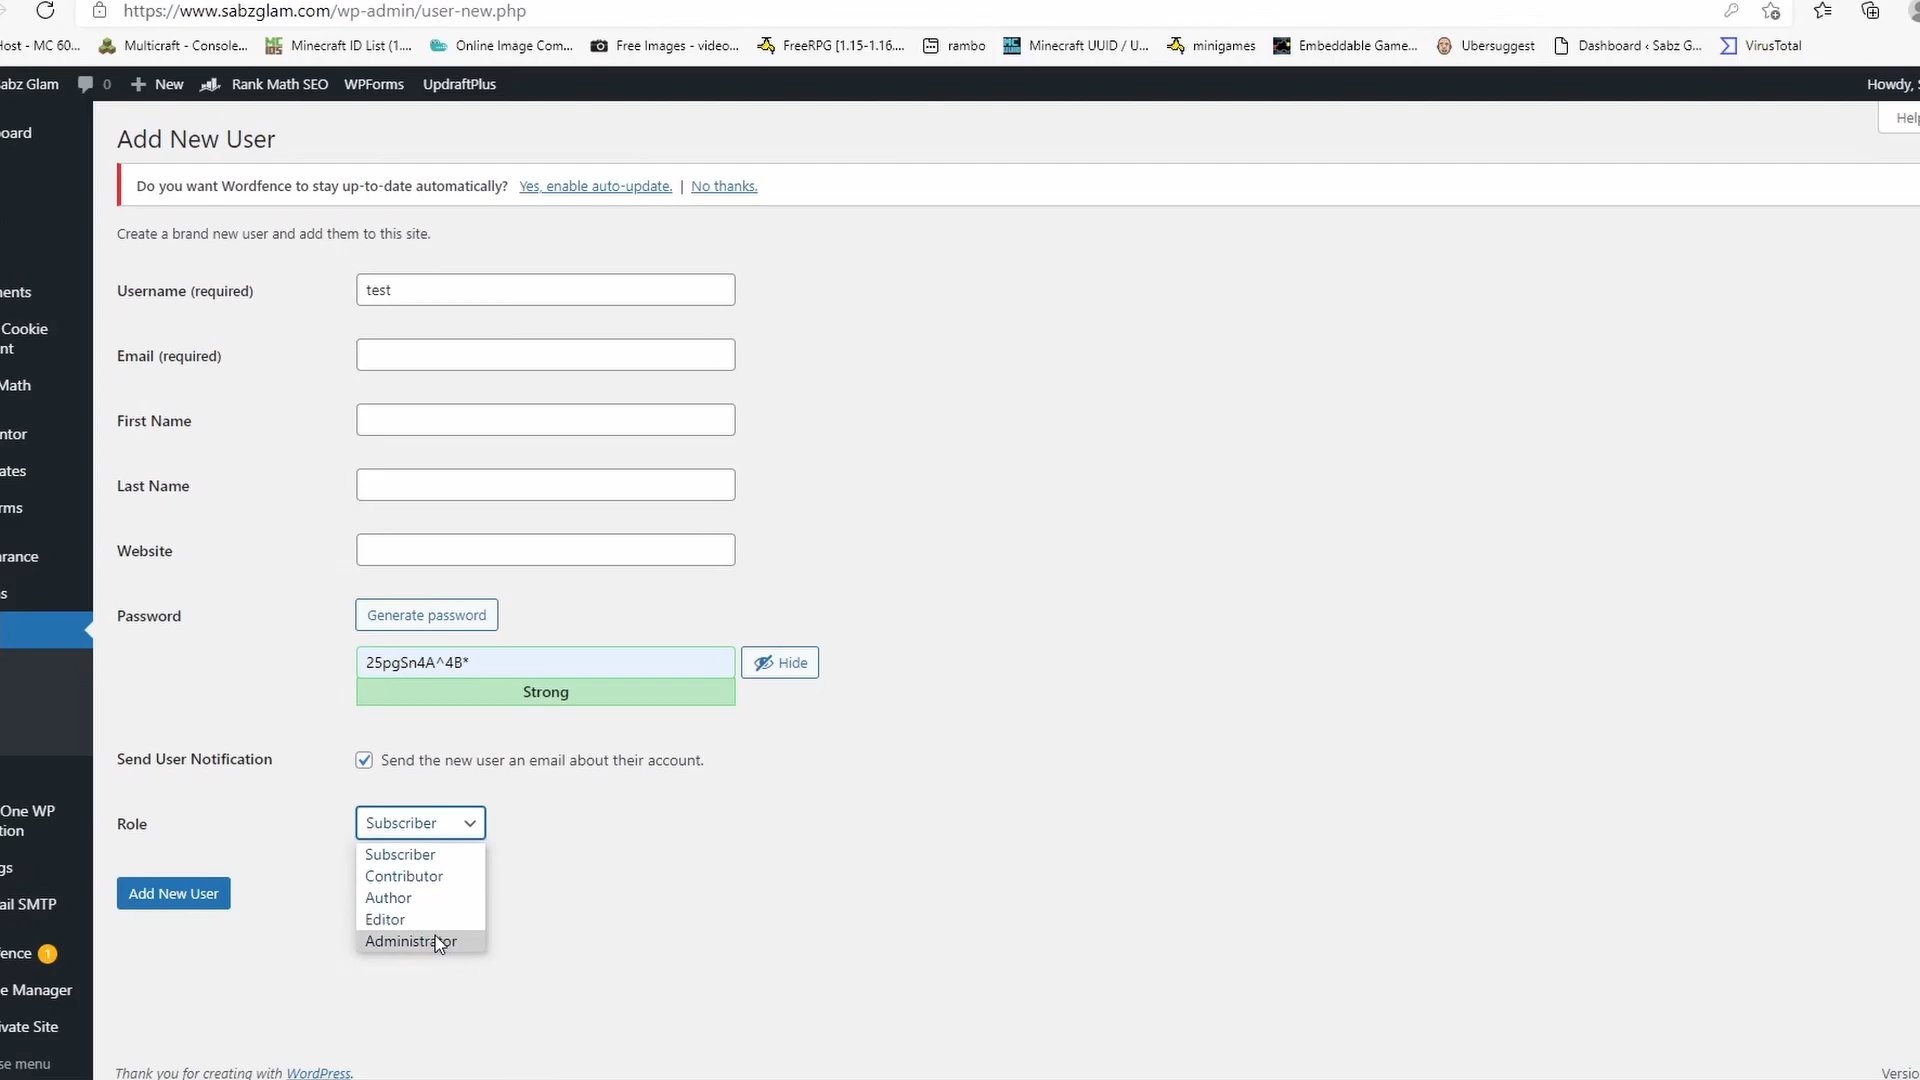 https://www.sabzglam.com/wp-admin/user-new.php
Host - MC 60... Multicraft - Console... Minecraft ID List (1.... Online Image Com... Free Images - video... FreeRPG [1.15-1.16.... rambo Minecraft UUID / U... minigames Embeddable Game... Ubersuggest Dashboard ‹ Sabz G... VirusTotal
abz Glam 0 New Rank Math SEO WPForms UpdraftPlus Howdy, S
oard
Help
Add New User
Do you want Wordfence to stay up-to-date automatically? Yes, enable auto-update. | No thanks.
Create a brand new user and add them to this site.
Username (required) test
ents
Cookie
nt
Email (required)
Math
First Name
ntor
ates
Last Name
rms
Website
rance
s
Password Generate password
25pgSn4A^4B* Hide
Strong
Send User Notification Send the new user an email about their account.
One WP
tion
Role Subscriber
Subscriber
gs
Contributor
Add New User
Author
ail SMTP
Editor
Administrator
ence 1
e Manager
ivate Site
se menu
Thank you for creating with WordPress.
Versio